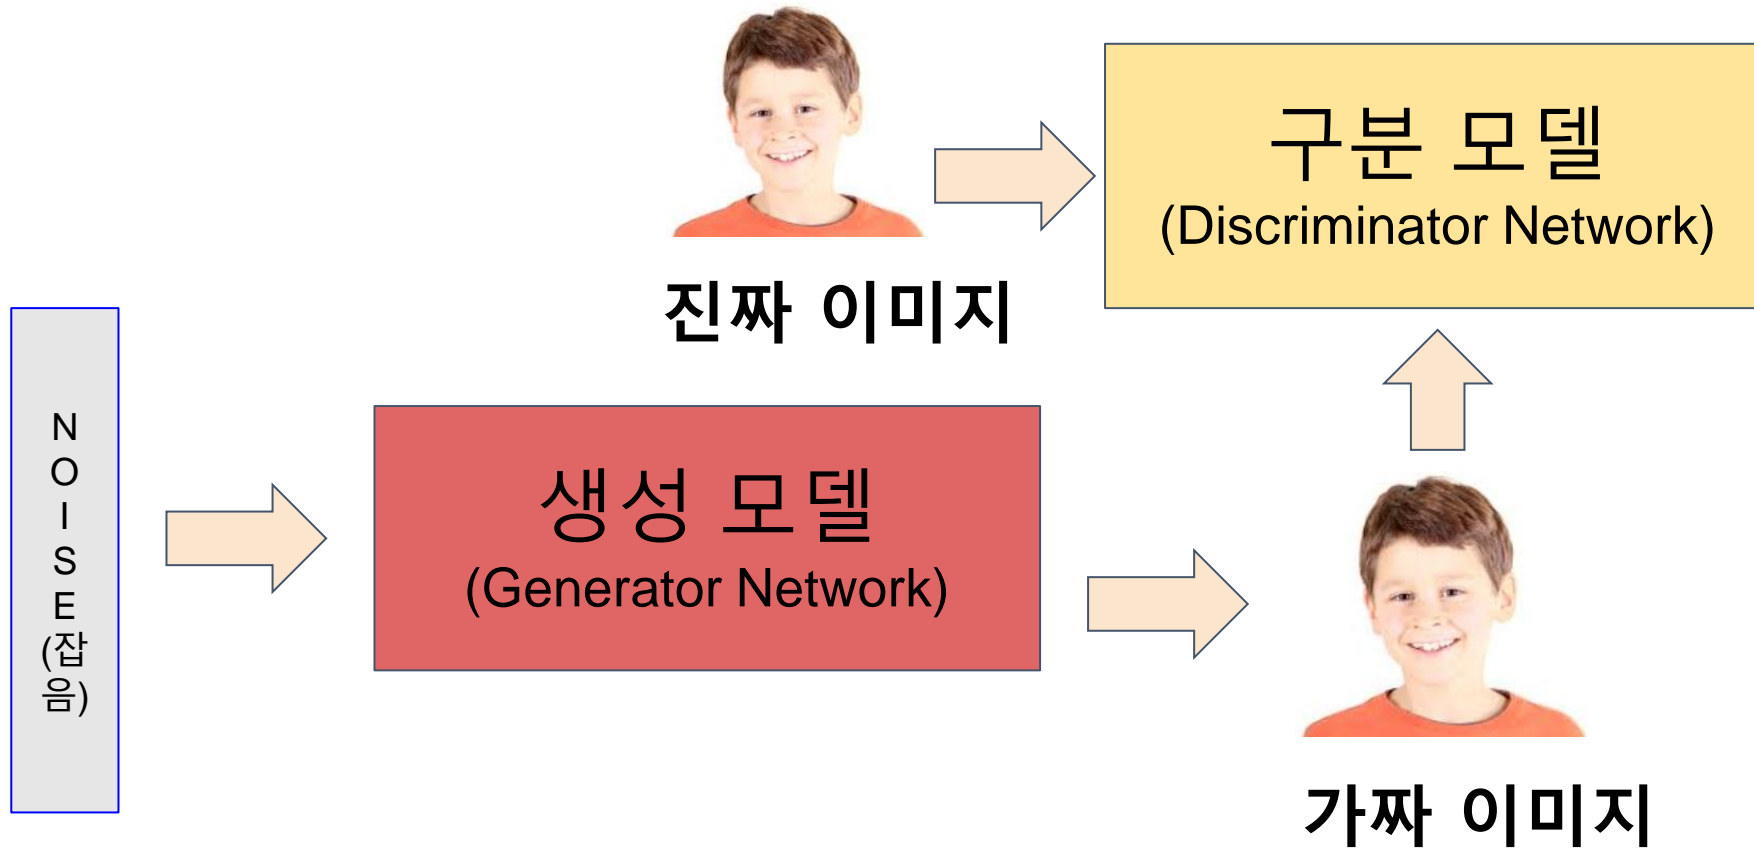 구분 모델
(Discriminator Network)
진짜 이미지
N
O
I
S
E
(잡
음)
생성 모델
(Generator Network)
가짜 이미지